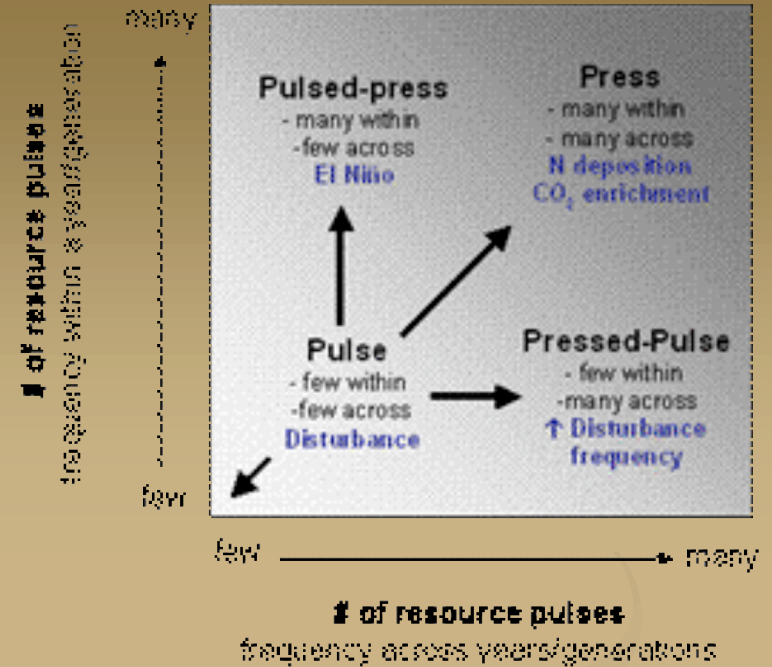 many
# of resource pulses
frequency within a year/generation
few
Pulsed-press
- many within
-few across
El Niño
Press
- many within
- many across
N deposition
CO₂ enrichment
Pulse
- few within
-few across
Disturbance
Pressed-Pulse
- few within
-many across
↑ Disturbance
frequency
few
many
# of resource pulses
frequency across years/generations